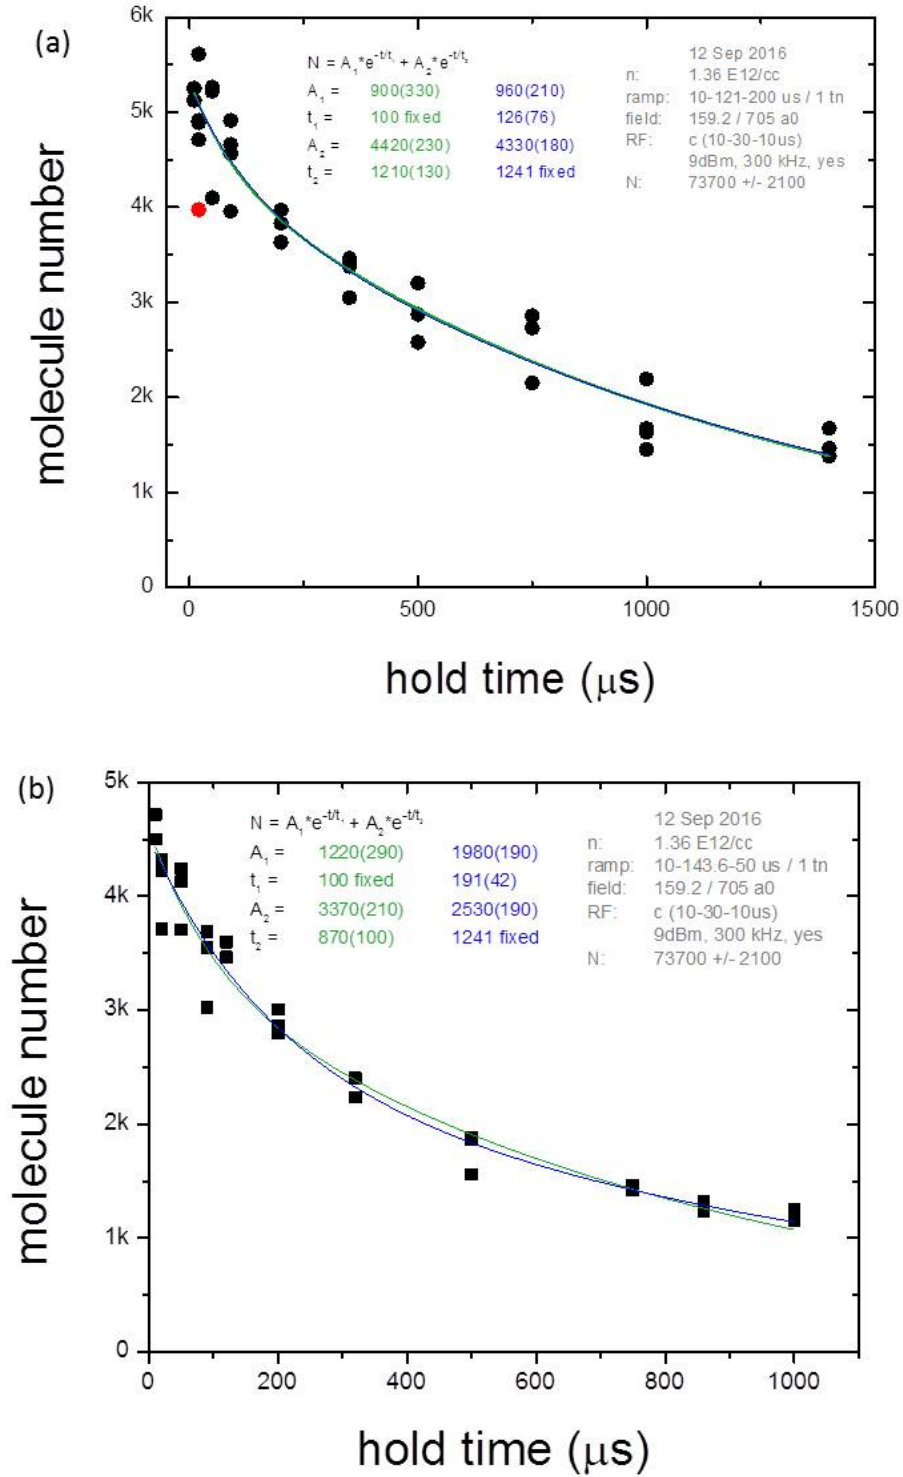 (a)
6k
5k
4k
3k
2k
1k
0
molecule number
N = A₁*e^-t/t₁ + A₂*e^-t/t₂
A₁ = 900(330) 960(210)
t₁ = 100 fixed 126(76)
A₂ = 4420(230) 4330(180)
t₂ = 1210(130) 1241 fixed
12 Sep 2016
n: 1.36 E12/cc
ramp: 10-121-200 us / 1 tn
field: 159.2 / 705 a0
RF: c (10-30-10us)
9dBm, 300 kHz, yes
N: 73700 +/- 2100
0 500 1000 1500
hold time (μs)
(b)
5k
4k
3k
2k
1k
0
molecule number
N = A₁*e^-t/t₁ + A₂*e^-t/t₂
A₁ = 1220(290) 1980(190)
t₁ = 100 fixed 191(42)
A₂ = 3370(210) 2530(190)
t₂ = 870(100) 1241 fixed
12 Sep 2016
n: 1.36 E12/cc
ramp: 10-143.6-50 us / 1 tn
field: 159.2 / 705 a0
RF: c (10-30-10us)
9dBm, 300 kHz, yes
N: 73700 +/- 2100
0 200 400 600 800 1000
hold time (μs)